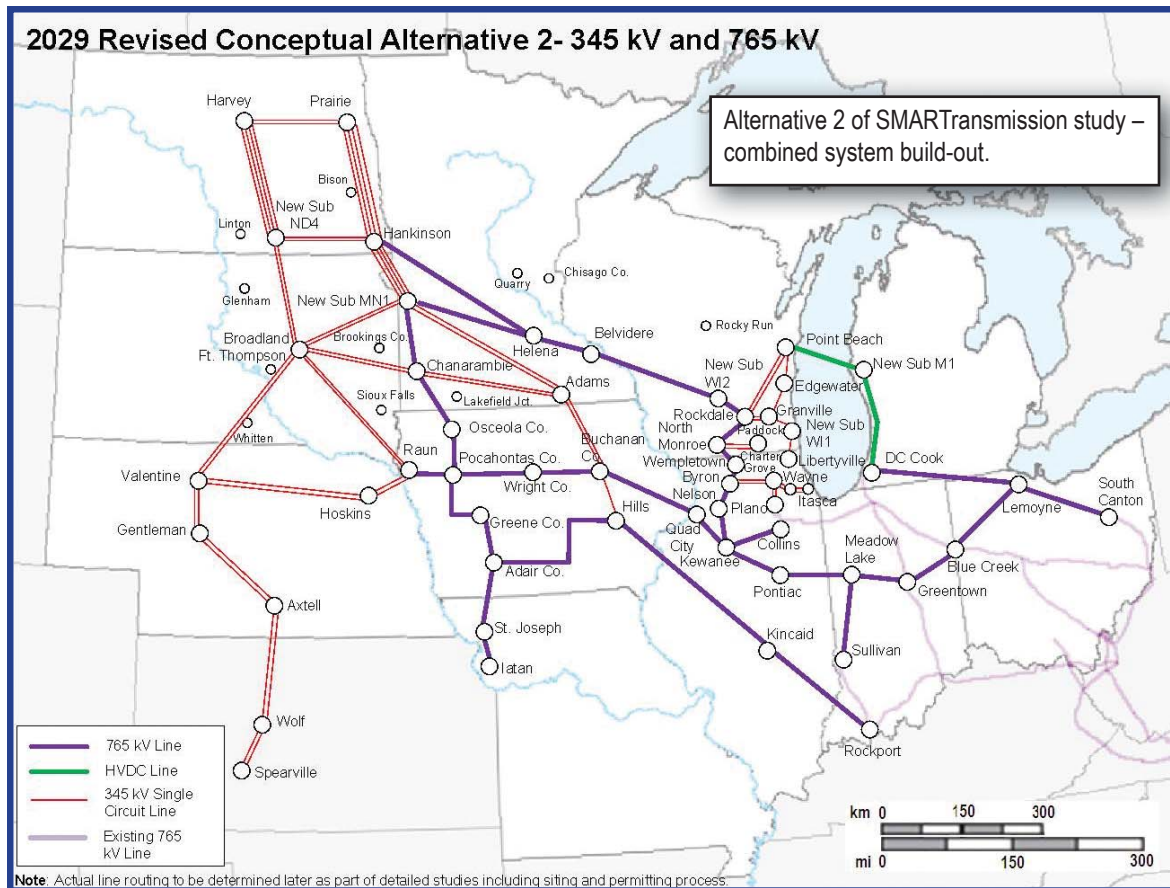 2029 Revised Conceptual Alternative 2- 345 kV and 765 kV
Alternative 2 of SMARTransmission study –
combined system build-out.
Harvey
Prairie
Bison
New Sub
ND4
Linton
Hankinson
Quarry
Chisago Co.
Glenham
New Sub MN1
Rocky Run
Belvidere
Point Beach
Broadland
Brookings Co.
Helena
New Sub
WI2
New Sub M1
Ft. Thompson
Chanarambie
Edgewater
Adams
Sioux Falls
Lakefield Jct.
Rockdale
Granville
Whitten
Osceola Co.
North
Monroe
Paddock
New Sub
WI1
Raun
Pocahontas Co.
Buchanan
Co.
Wempletown
Charter
Grove
Libertyville
DC Cook
Valentine
Wright Co.
Byron
Wayne
Hoskins
Nelson
Plano
Itasca
Lemoyne
South
Canton
Gentleman
Greene Co.
Hills
Quad
City
Collins
Meadow
Lake
Kewanee
Blue Creek
Adair Co.
Pontiac
Greentown
Axtell
St. Joseph
Kincaid
Sullivan
Iatan
Wolf
Rockport
Spearville
765 kV Line
HVDC Line
345 kV Single
Circuit Line
Existing 765
kV Line
km 0 150 300
mi 0 150 300
Note: Actual line routing to be determined later as part of detailed studies including siting and permitting process.